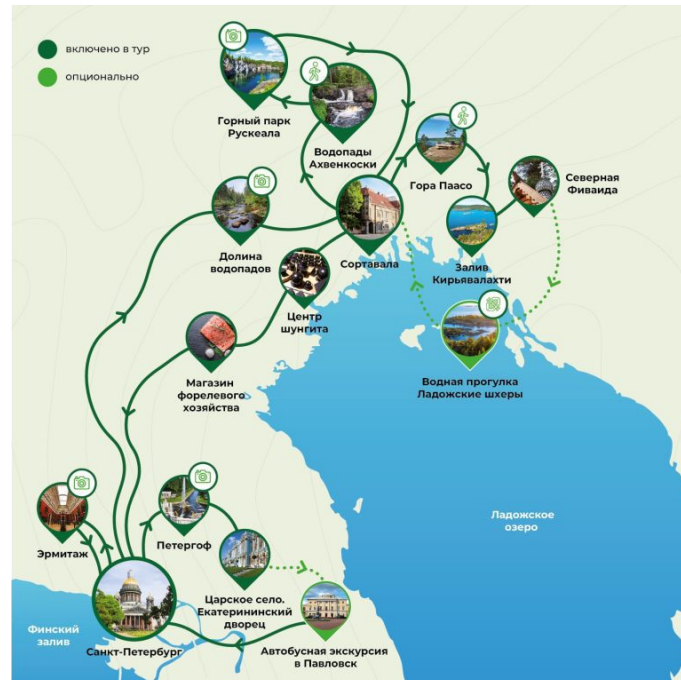 включено в тур
опционально
Горный парк
Рускеала
Водопады
Ахвенкоски
Гора Паасо
Северная
Фиваида
Долина
водопадов
Сортавала
Залив
Кирьявалахти
Центр
шунгита
Магазин
форелевого
хозяйства
Водная прогулка
Ладожские шхеры
Ладожское
озеро
Эрмитаж
Петергоф
Царское село.
Екатерининский
дворец
Финский
залив
Санкт-Петербург
Автобусная экскурсия
в Павловск